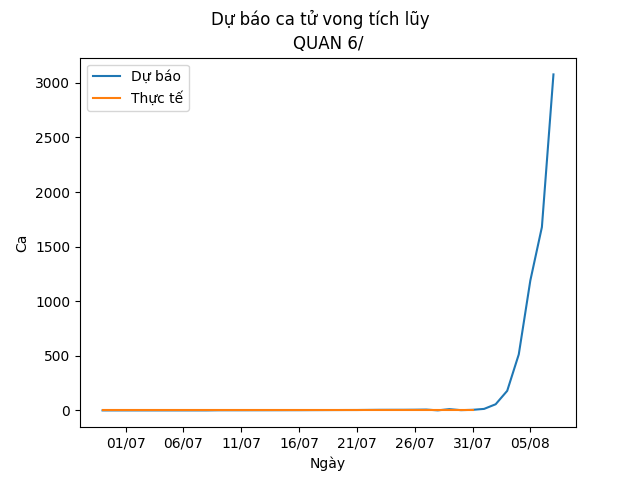 Dự báo ca tử vong tích lũy
QUAN 6/
Dự báo
Thực tế
3000
2500
2000
1500
1000
500
0
Ca
01/07 06/07 11/07 16/07 21/07 26/07 31/07 05/08
Ngày